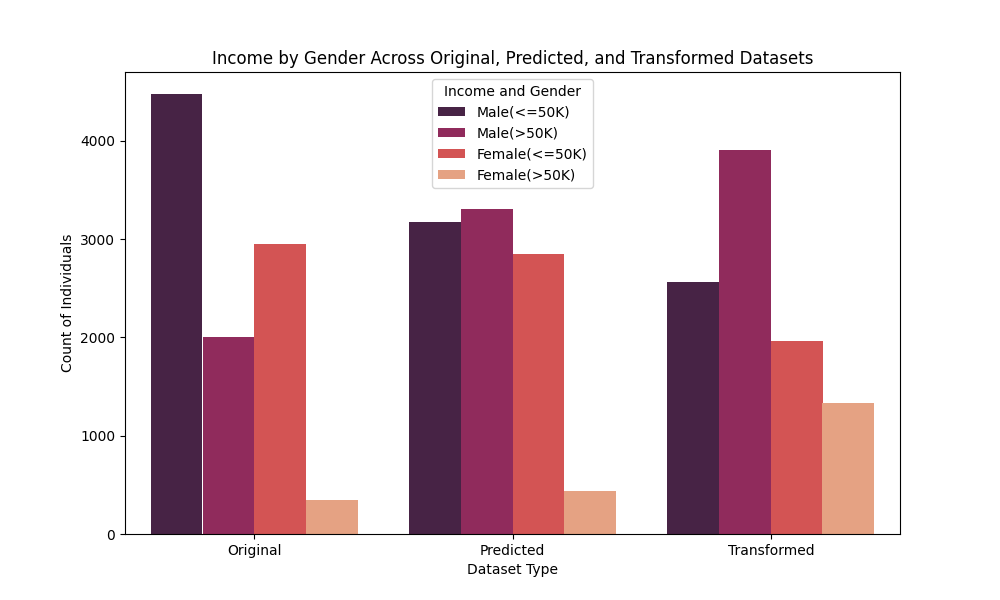 Income by Gender Across Original, Predicted, and Transformed Datasets
Income and Gender
Male(<=50K)
Male(>50K)
Female(<=50K)
Female(>50K)
Count of Individuals
4000
3000
2000
1000
0
Original
Predicted
Transformed
Dataset Type